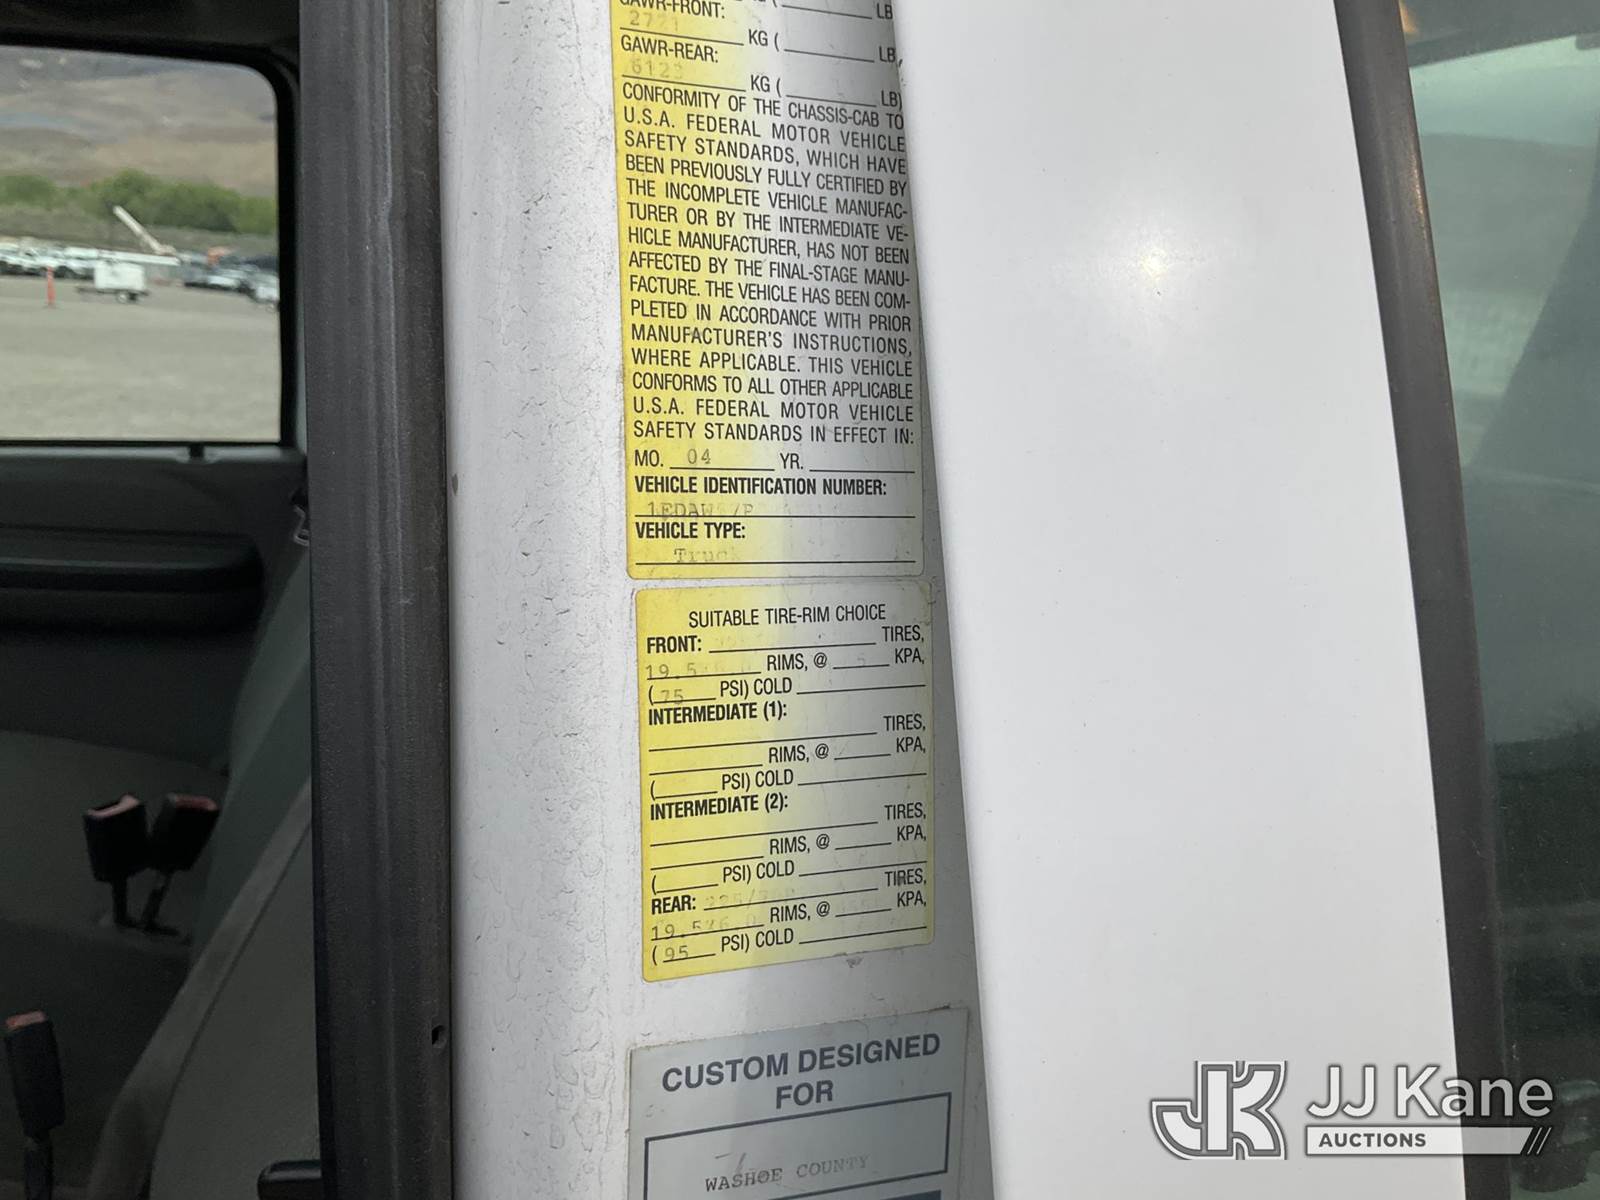 GAWR-FRONT:
2721 KG ( LB
GAWR-REAR:
6123 KG ( LB)
CONFORMITY OF THE CHASSIS-CAB TO
U.S.A. FEDERAL MOTOR VEHICLE
SAFETY STANDARDS, WHICH HAVE
BEEN PREVIOUSLY FULLY CERTIFIED BY
THE INCOMPLETE VEHICLE MANUFAC-
TURER OR BY THE INTERMEDIATE VE-
HICLE MANUFACTURER, HAS NOT BEEN
AFFECTED BY THE FINAL-STAGE MANU-
FACTURE. THE VEHICLE HAS BEEN COM-
PLETED IN ACCORDANCE WITH PRIOR
MANUFACTURER'S INSTRUCTIONS,
WHERE APPLICABLE. THIS VEHICLE
CONFORMS TO ALL OTHER APPLICABLE
U.S.A. FEDERAL MOTOR VEHICLE
SAFETY STANDARDS IN EFFECT IN:
MO. 04 YR.
VEHICLE IDENTIFICATION NUMBER:
VEHICLE TYPE:
Truck
SUITABLE TIRE-RIM CHOICE
FRONT: TIRES,
RIMS, @ KPA,
(75 PSI) COLD
INTERMEDIATE (1):
TIRES,
RIMS, @ KPA,
( PSI) COLD
INTERMEDIATE (2):
TIRES,
RIMS, @ KPA,
( PSI) COLD
REAR: TIRES,
RIMS, @ KPA,
(95 PSI) COLD
CUSTOM DESIGNED
FOR
WASHOE COUNTY
JK JJ Kane
AUCTIONS